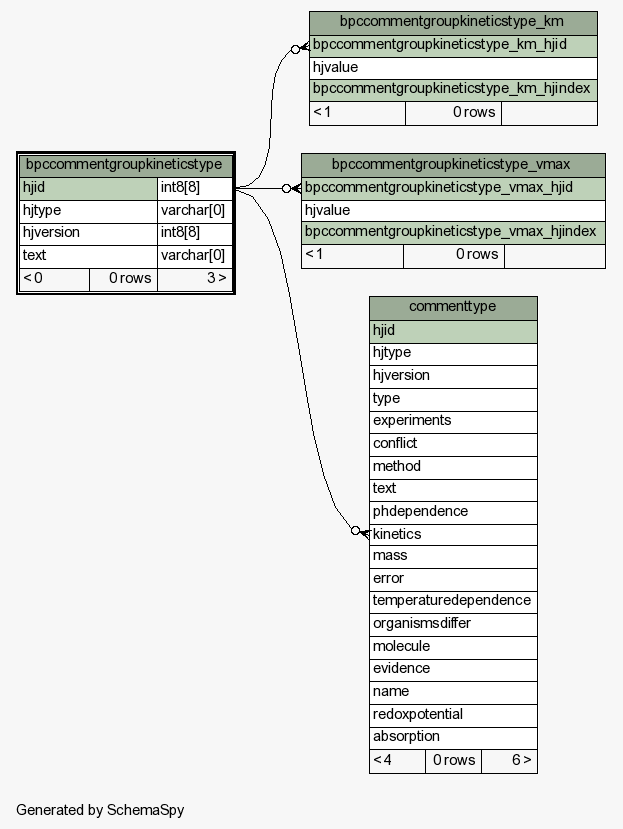 bpccommentgroupkineticstype_km
bpccommentgroupkineticstype_km_hjid
hjvalue
bpccommentgroupkineticstype_km_hjindex
< 1 0 rows
bpccommentgroupkineticstype
hjid int8[8]
hjtype varchar[0]
hjversion int8[8]
text varchar[0]
< 0 0 rows 3 >
bpccommentgroupkineticstype_vmax
bpccommentgroupkineticstype_vmax_hjid
hjvalue
bpccommentgroupkineticstype_vmax_hjindex
< 1 0 rows
commenttype
hjid
hjtype
hjversion
type
experiments
conflict
method
text
phdependence
kinetics
mass
error
temperaturedependence
organismsdiffer
molecule
evidence
name
redoxpotential
absorption
< 4 0 rows 6 >
Generated by SchemaSpy